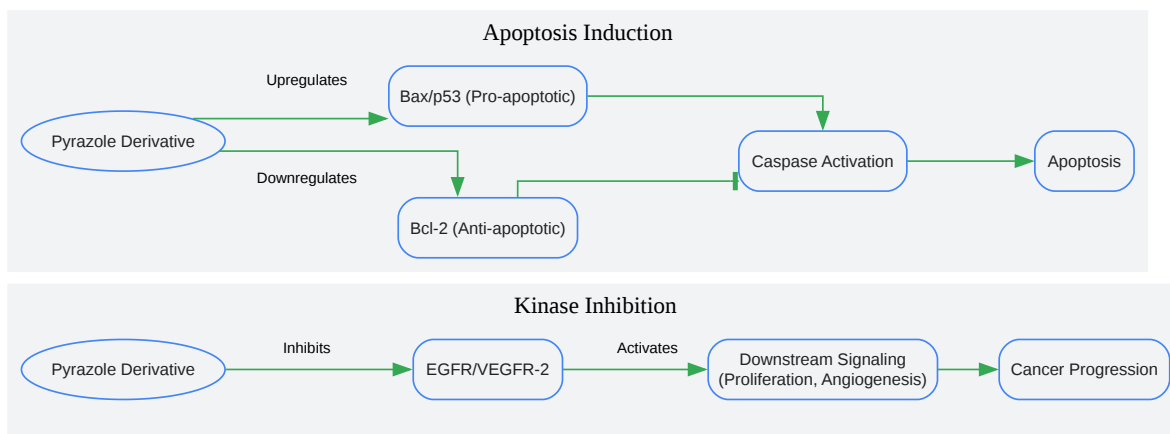 Apoptosis Induction
Upregulates
Bax/p53 (Pro-apoptotic)
Pyrazole Derivative
Caspase Activation
Apoptosis
Downregulates
Bcl-2 (Anti-apoptotic)
Kinase Inhibition
Inhibits
Activates
Pyrazole Derivative
EGFR/VEGFR-2
Downstream Signaling
(Proliferation, Angiogenesis)
Cancer Progression